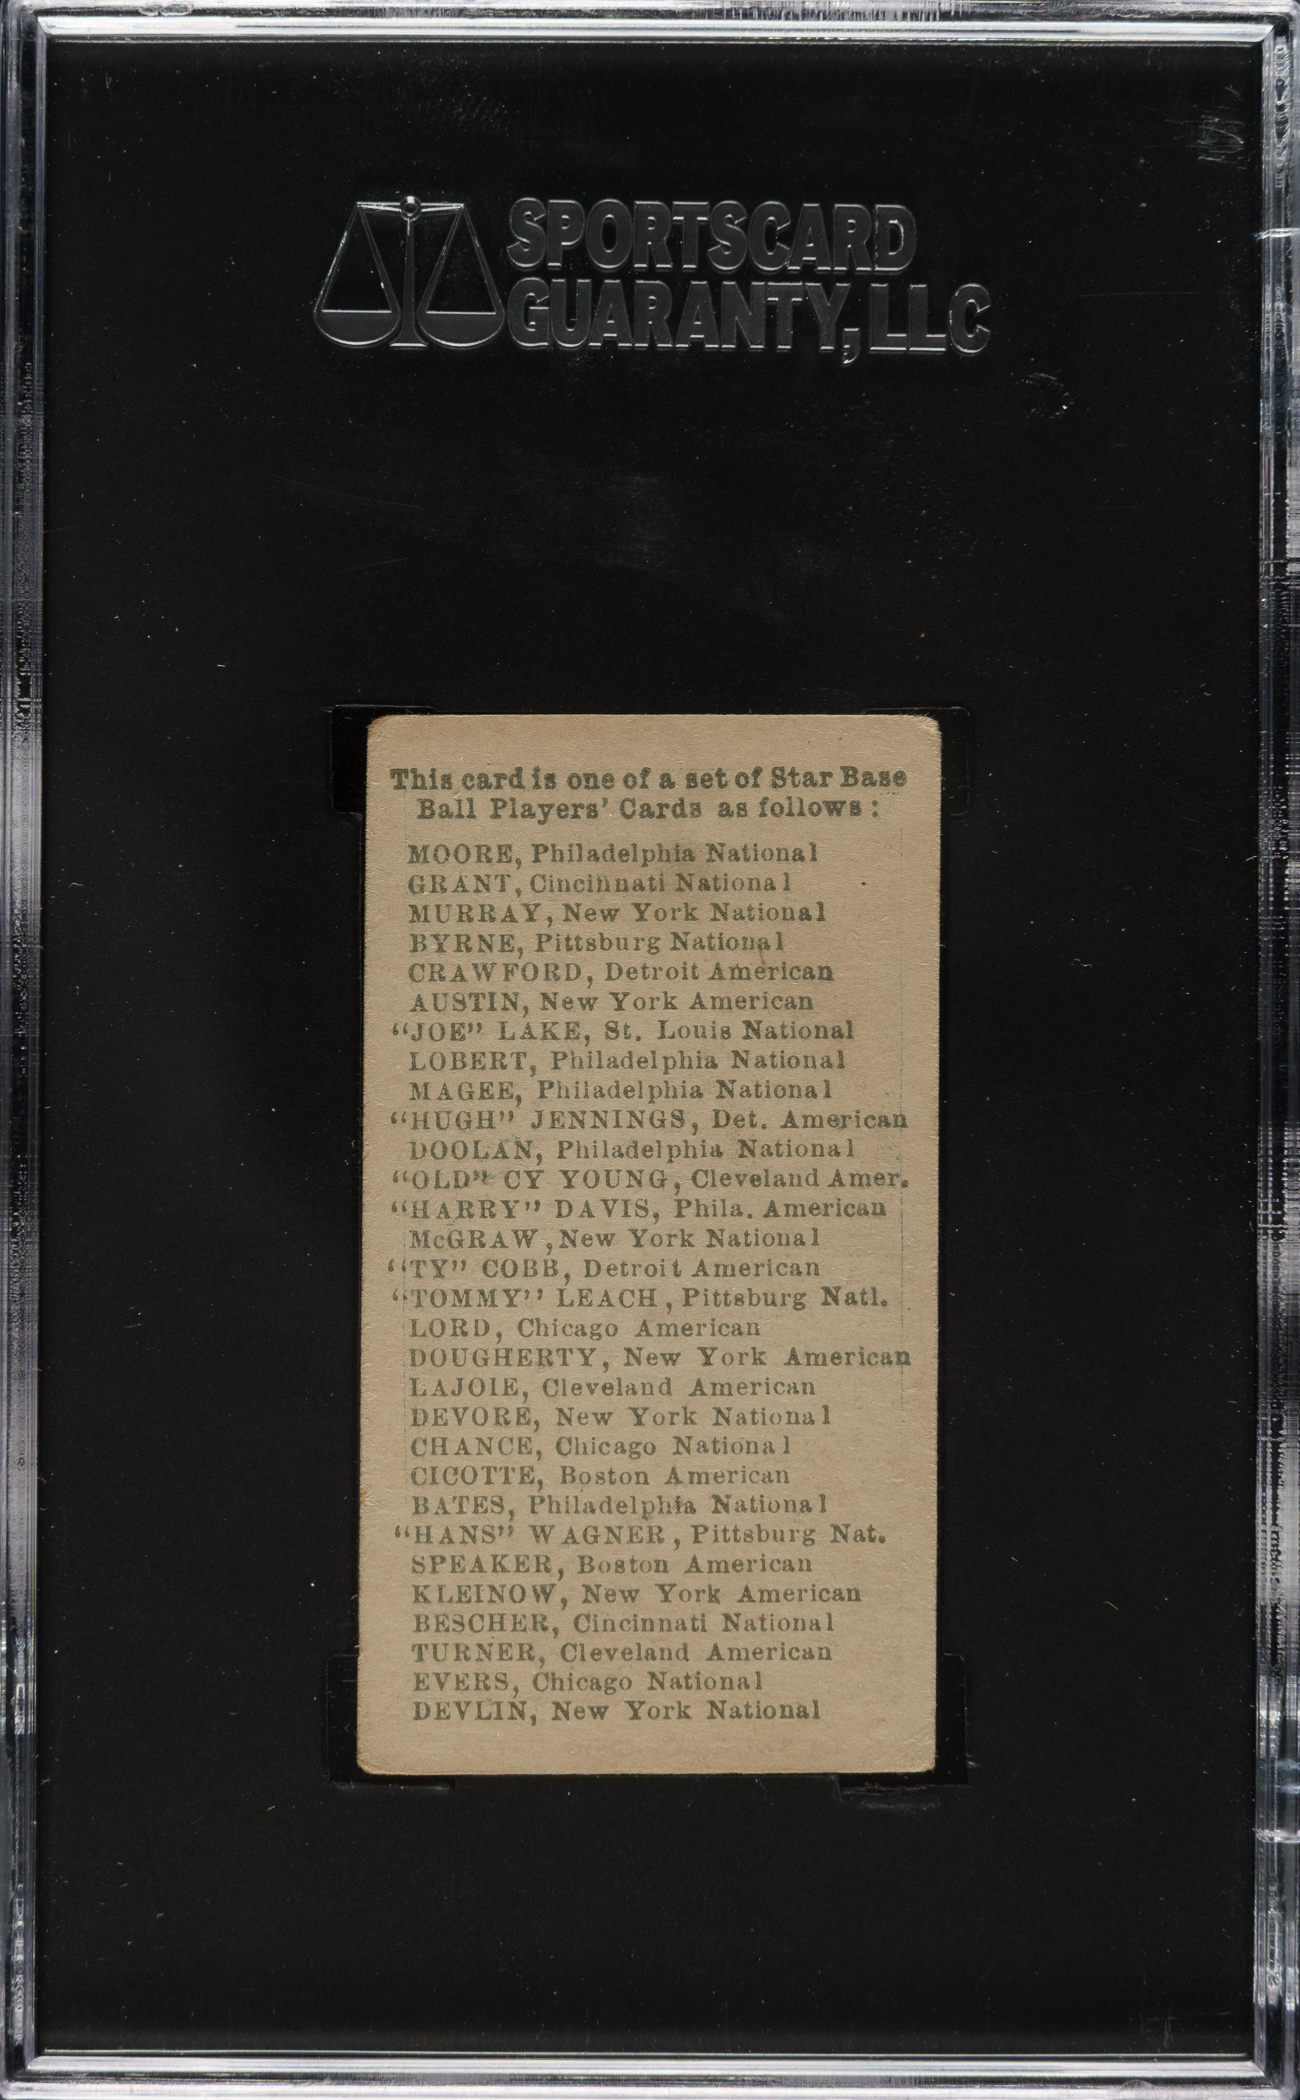 SPORTSCARD
GUARANTY, LLC
This card is one of a set of Star Base
Ball Players' Cards as follows:
MOORE, Philadelphia National
GRANT, Cincinnati National
MURRAY, New York National
BYRNE, Pittsburg National
CRAWFORD, Detroit American
AUSTIN, New York American
"JOE" LAKE, St. Louis National
LOBERT, Philadelphia National
MAGEE, Philadelphia National
"HUGH" JENNINGS, Det. American
DOOLAN, Philadelphia National
"OLD" CY YOUNG, Cleveland Amer.
"HARRY" DAVIS, Phila. American
McGRAW, New York National
"TY" COBB, Detroit American
"TOMMY" LEACH, Pittsburg Natl.
LORD, Chicago American
DOUGHERTY, New York American
LAJOIE, Cleveland American
DEVORE, New York National
CHANCE, Chicago National
CICOTTE, Boston American
BATES, Philadelphia National
"HANS" WAGNER, Pittsburg Nat.
SPEAKER, Boston American
KLEINOW, New York American
BESCHER, Cincinnati National
TURNER, Cleveland American
EVERS, Chicago National
DEVLIN, New York National